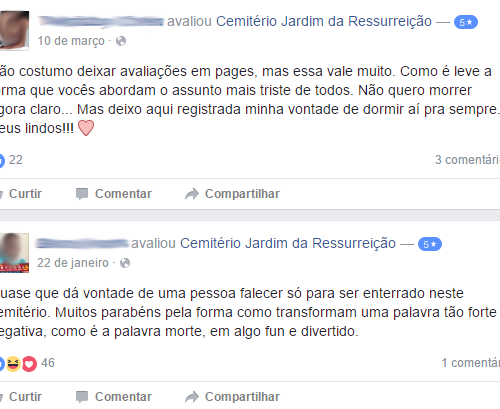 avaliou Cemitério Jardim da Ressurreição — 5★
10 de março ·
ão costumo deixar avaliações em pages, mas essa vale muito. Como é leve a
orma que vocês abordam o assunto mais triste de todos. Não quero morrer
gora claro... Mas deixo aqui registrada minha vontade de dormir aí pra sempre.
eus lindos!!!
22 3 comentári
Curtir Comentar Compartilhar
avaliou Cemitério Jardim da Ressurreição — 5★
22 de janeiro ·
uase que dá vontade de uma pessoa falecer só para ser enterrado neste
emitério. Muitos parabéns pela forma como transformam uma palavra tão forte
egativa, como é a palavra morte, em algo fun e divertido.
46 1 comentár
Curtir Comentar Compartilhar